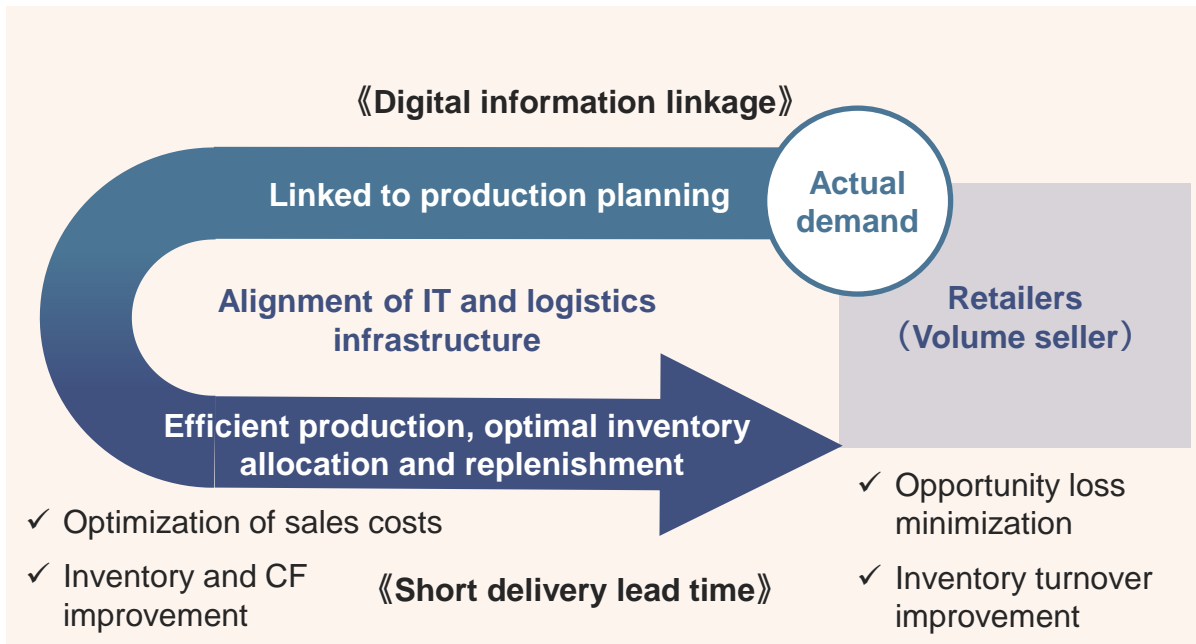 《Digital information linkage》
Linked to production planning
Actual
demand
Alignment of IT and logistics
infrastructure
Retailers
（Volume seller）
Efficient production, optimal inventory
allocation and replenishment
✓ Optimization of sales costs
✓ Inventory and CF
improvement
《Short delivery lead time》
✓ Opportunity loss
minimization
✓ Inventory turnover
improvement